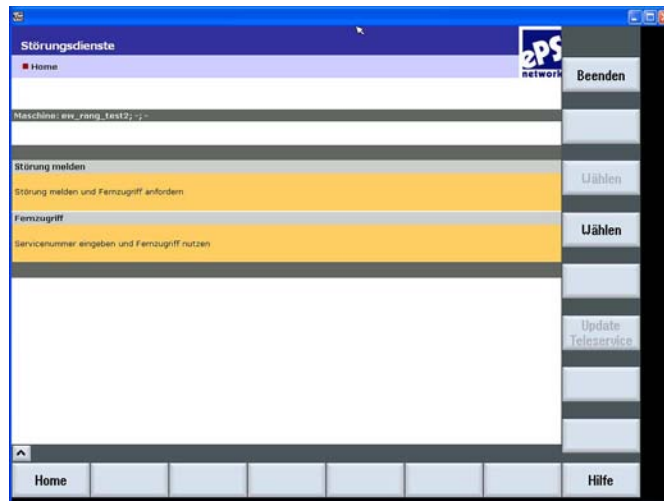 Störungsdienste
Home
ePS
network
Beenden
Maschine: ew_rang_test2; -; -
Störung melden
Wählen
Störung melden und Fernzugriff anfordern
Fernzugriff
Wählen
Servicenummer eingeben und Fernzugriff nutzen
Update
Teleservice
Home
Hilfe